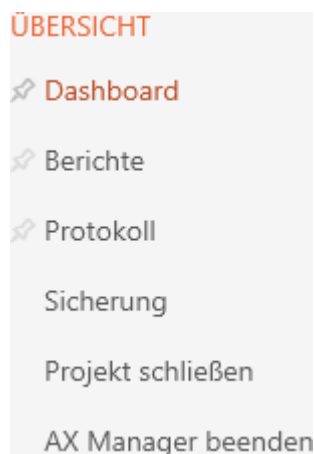 ÜBERSICHT
Dashboard
Berichte
Protokoll
Sicherung
Projekt schließen
AX Manager beenden